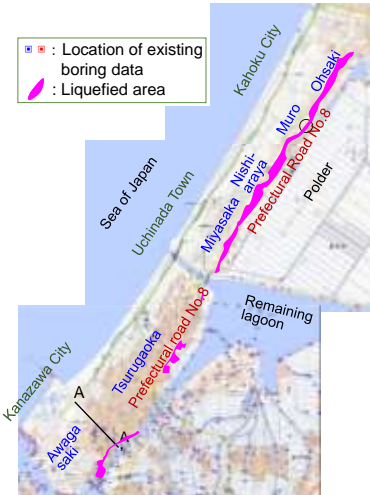 : Location of existing
boring data
: Liquefied area
Kahoku City
Ohsaki
Muro
Prefectural Road No.8
Nishi-
araya
Polder
Sea of Japan
Miyasaka
Uchinada Town
Remaining
lagoon
Prefectural road No.8
Tsurugaoka
Kanazawa City
A
A
Awaga
saki